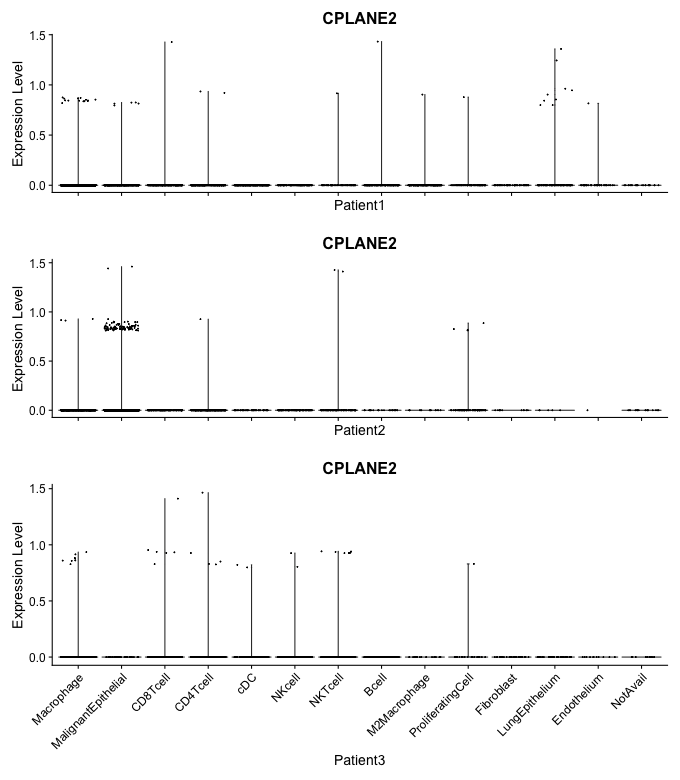 CPLANE2
1.5
1.0
0.5
0.0
Expression Level
Patient1
CPLANE2
1.5
1.0
0.5
0.0
Expression Level
Patient2
CPLANE2
1.5
1.0
0.5
0.0
Expression Level
Macrophage
MalignantEpithelial
CD8Tcell
CD4Tcell
cDC
NKcell
NKTcell
Bcell
M2Macrophage
ProliferatingCell
Fibroblast
LungEpithelium
Endothelium
NotAvail
Patient3